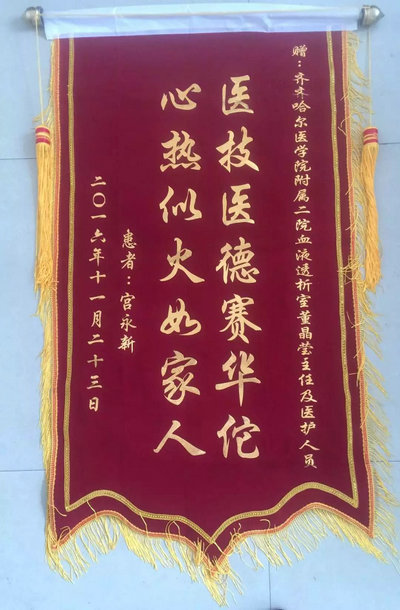 赠：齐齐哈尔医学院附属二院血液透析室董晶莹主任及医护人员
医技医德赛华佗
心热似火如家人
患者：宫永新
二〇一六年十一月二十三日